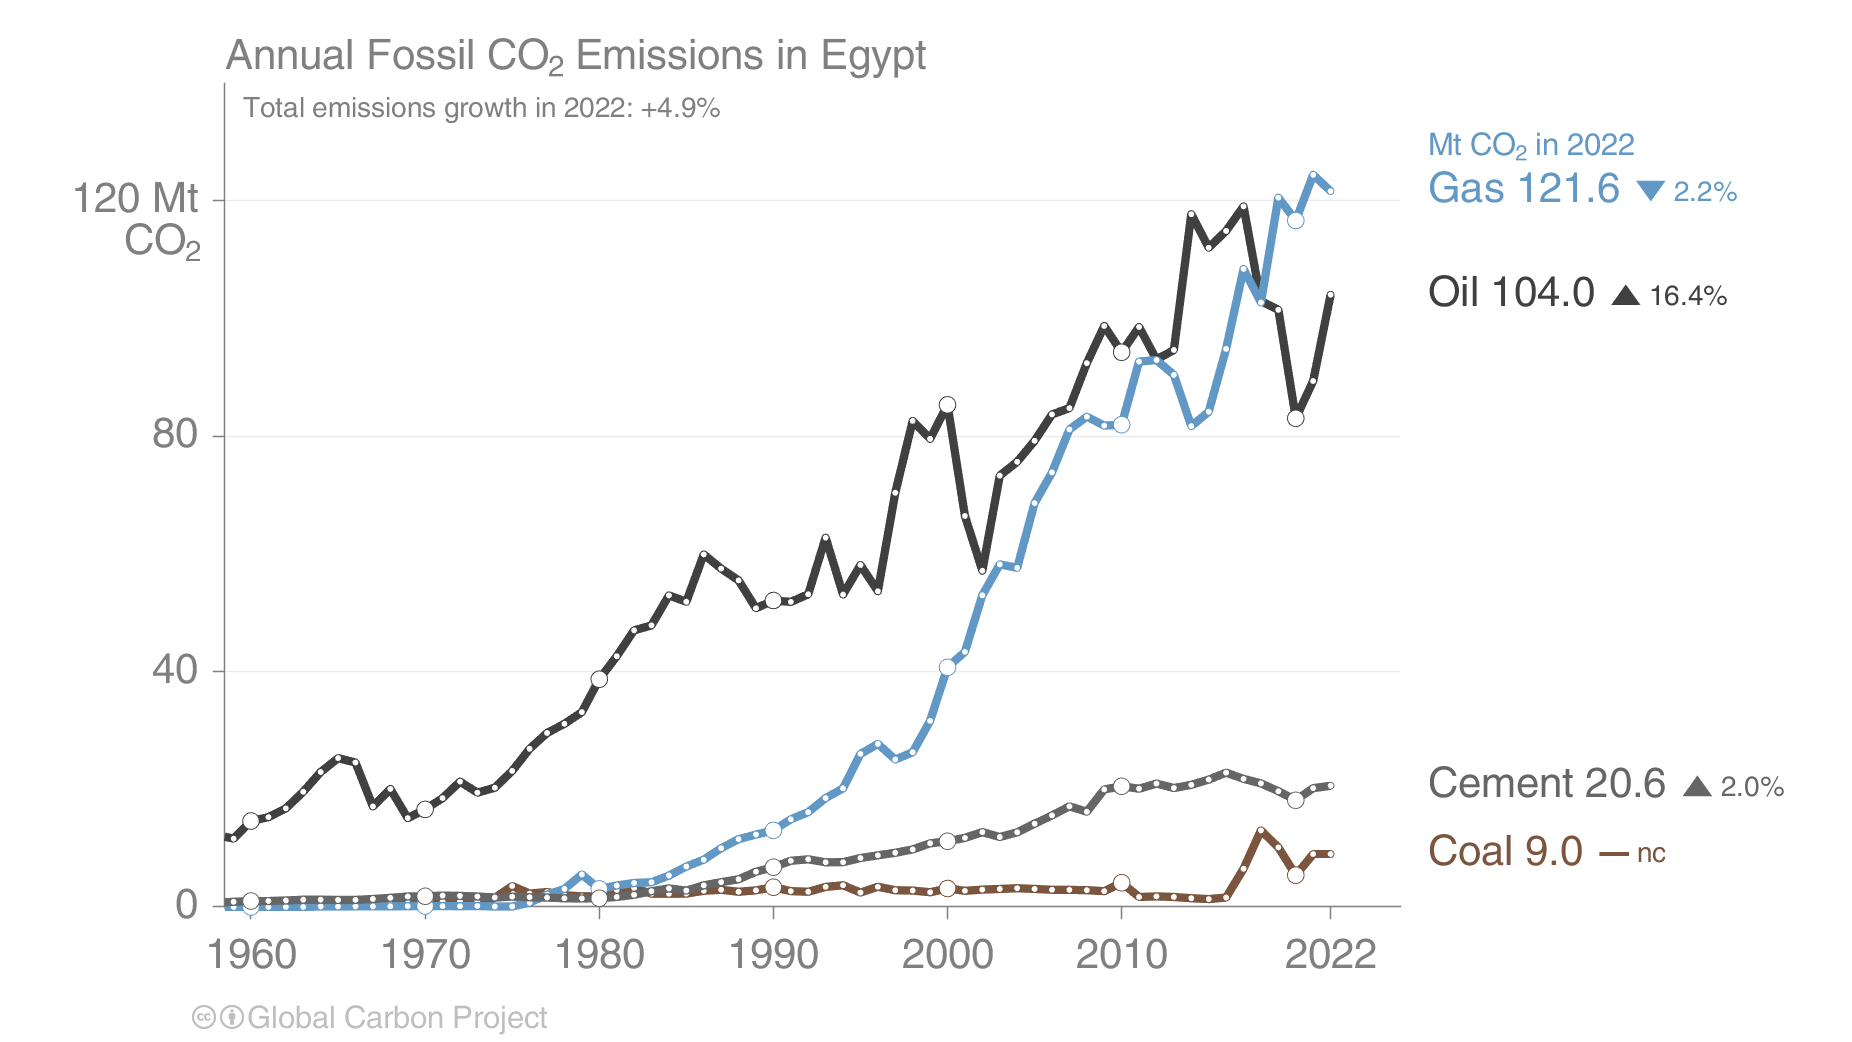 Annual Fossil CO₂ Emissions in Egypt
Total emissions growth in 2022: +4.9%
120 Mt
CO₂
80
40
0
1960 1970 1980 1990 2000 2010 2022
Mt CO₂ in 2022
Gas 121.6 ▼ 2.2%
Oil 104.0 ▲ 16.4%
Cement 20.6 ▲ 2.0%
Coal 9.0 — nc
cc Global Carbon Project